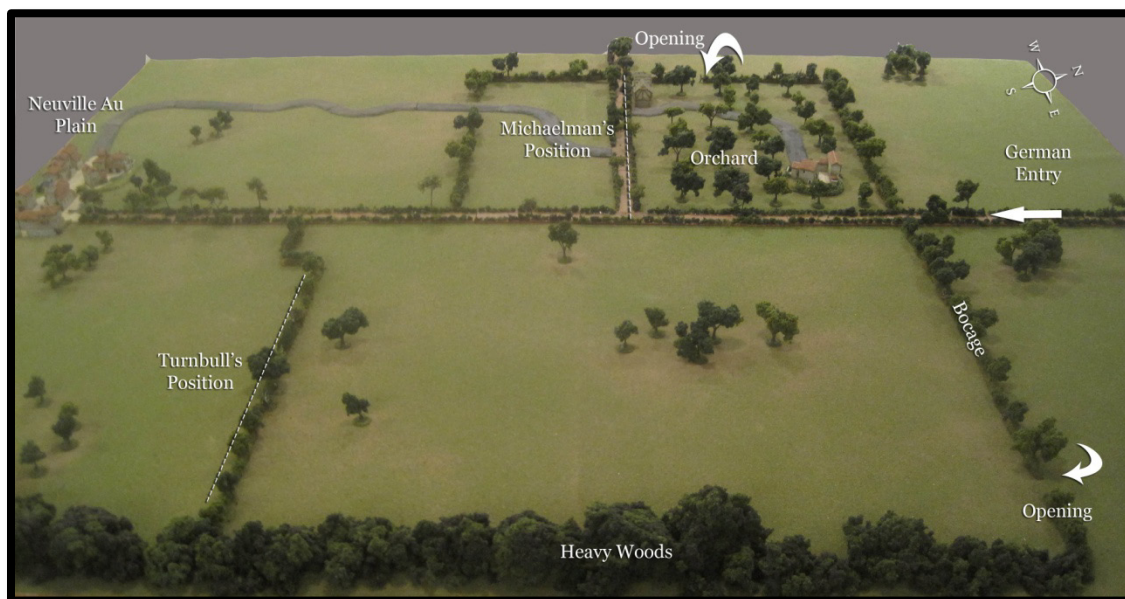 Opening
W
N
S
E
Neuville Au
Plain
Michaelman's
Position
Orchard
German
Entry
Bocage
Turnbull's
Position
Opening
Heavy Woods